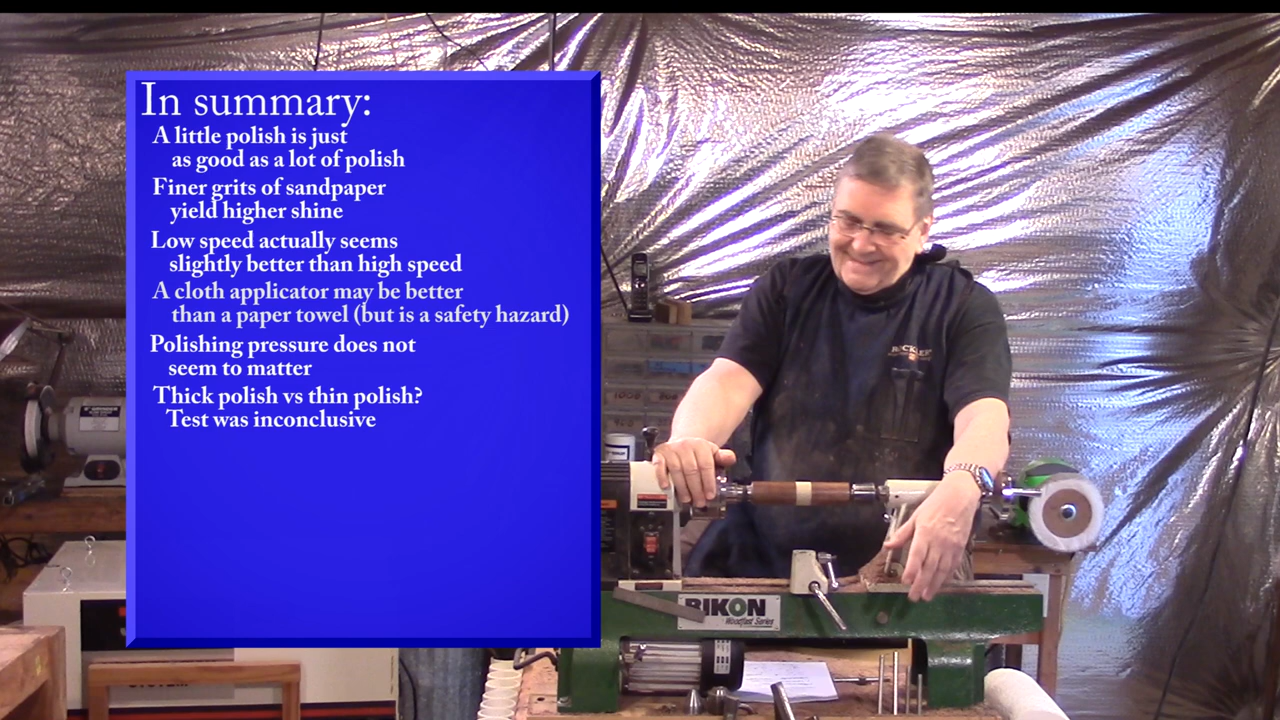 In summary:
A little polish is just
as good as a lot of polish
Finer grits of sandpaper
yield higher shine
Low speed actually seems
slightly better than high speed
A cloth applicator may be better
than a paper towel (but is a safety hazard)
Polishing pressure does not
seem to matter
Thick polish vs thin polish?
Test was inconclusive
RIKON
Woodfast Series